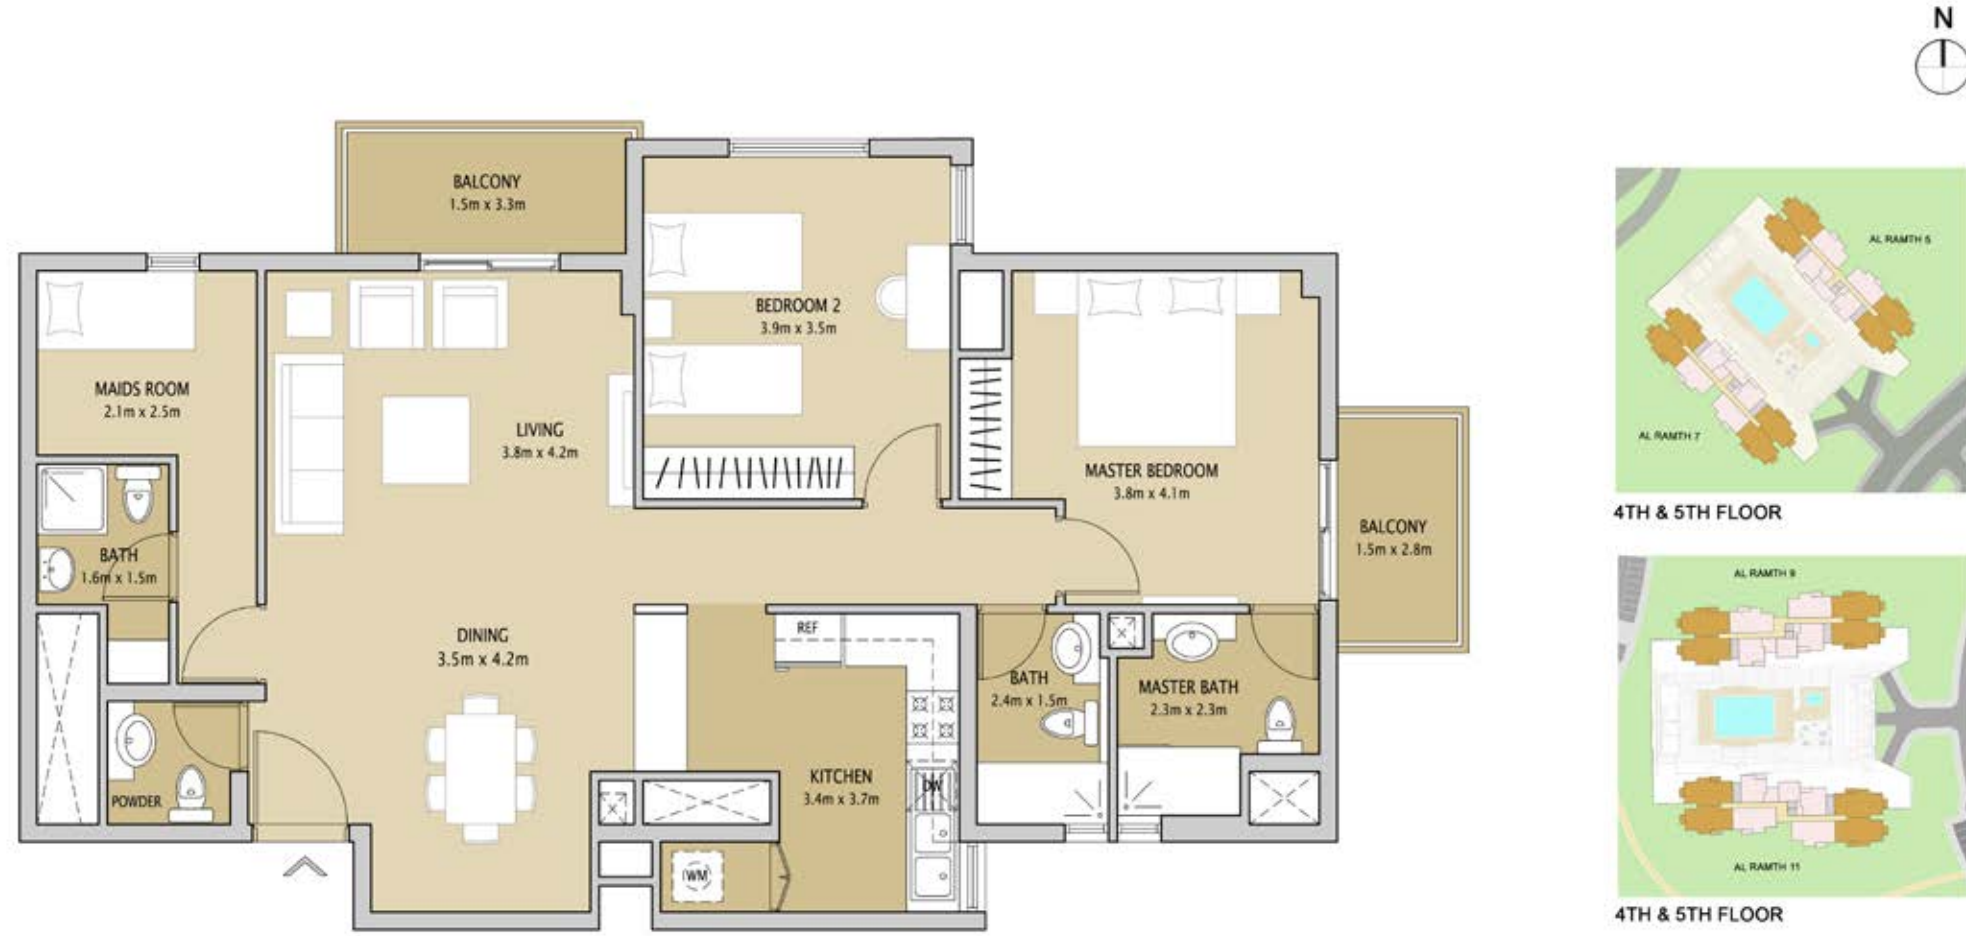 N
BALCONY
1.5m x 3.3m
BEDROOM 2
3.9m x 3.5m
MAIDS ROOM
2.1m x 2.5m
LIVING
3.8m x 4.2m
MASTER BEDROOM
3.8m x 4.1m
BALCONY
1.5m x 2.8m
BATH
1.6m x 1.5m
DINING
3.5m x 4.2m
REF
BATH
2.4m x 1.5m
MASTER BATH
2.3m x 2.3m
POWDER
KITCHEN
3.4m x 3.7m
DW
WM
AL RAMTH 5
AL RAMTH 7
4TH & 5TH FLOOR
AL RAMTH 9
AL RAMTH 11
4TH & 5TH FLOOR